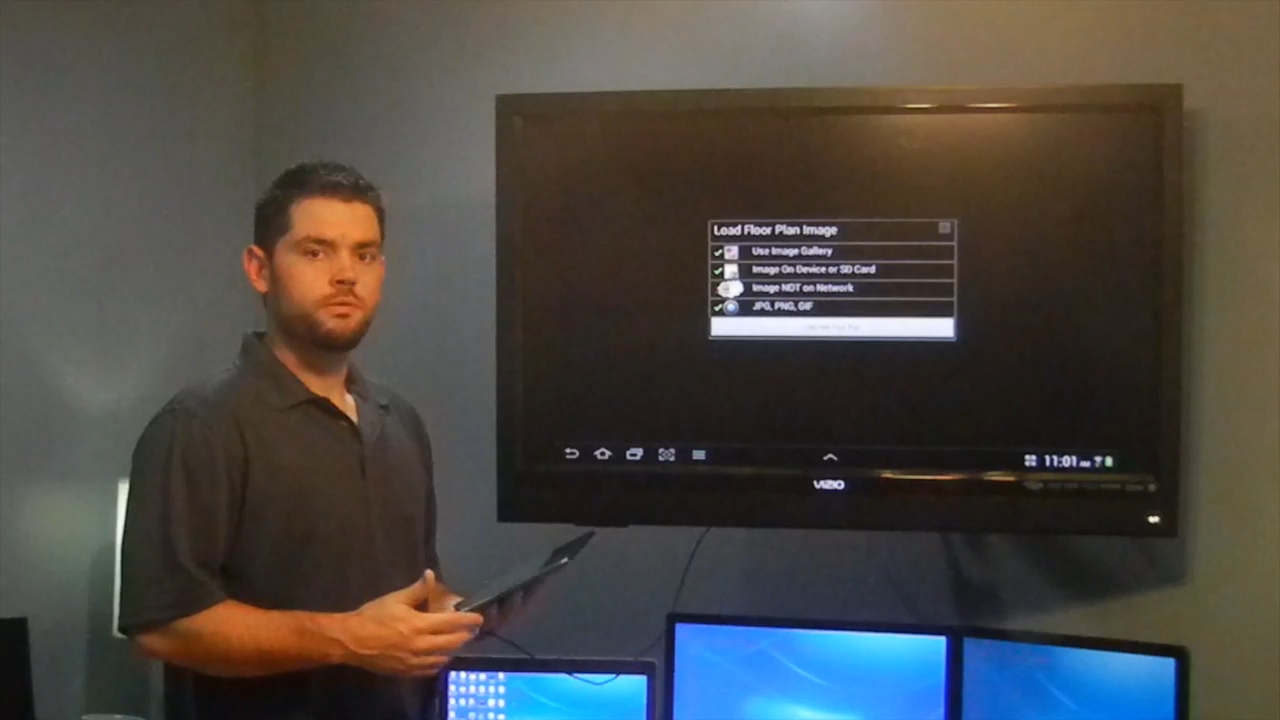 Load Floor Plan Image
Use Image Gallery
Image On Device or SD Card
Image NOT on Network
JPG, PNG, GIF
11:01 AM
VIZIO